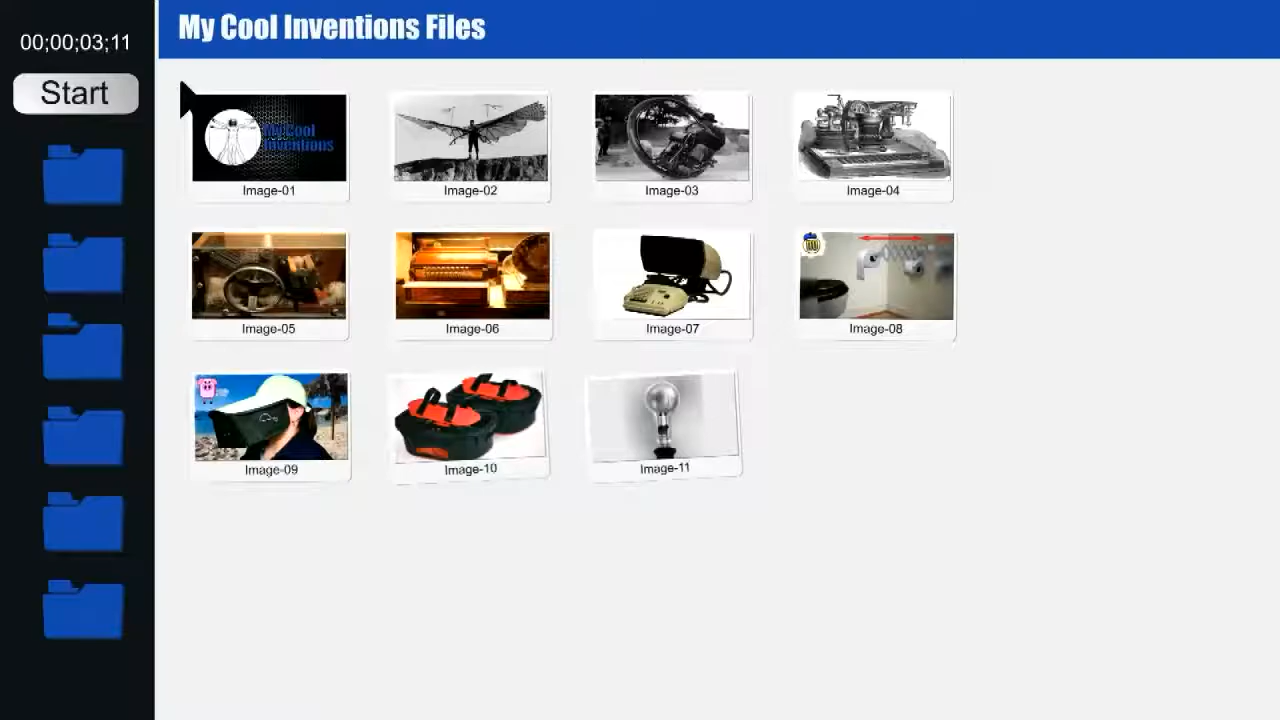 00;00;03;11
My Cool Inventions Files
Start
My Cool
Inventions
Image-01
Image-02
Image-03
Image-04
Image-05
Image-06
Image-07
Image-08
Image-09
Image-10
Image-11